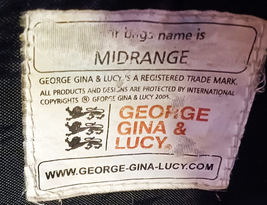 bags name is
MIDRANGE
GEORGE GINA & LUCY IS A REGISTERED TRADE MARK.
ALL PRODUCTS AND DESIGNS ARE PROTECTED BY INTERNATIONAL
COPYRIGHTS ® GEORGE GINA & LUCY 2005.
GEORGE
GINA &
LUCY.
WWW.GEORGE-GINA-LUCY.COM